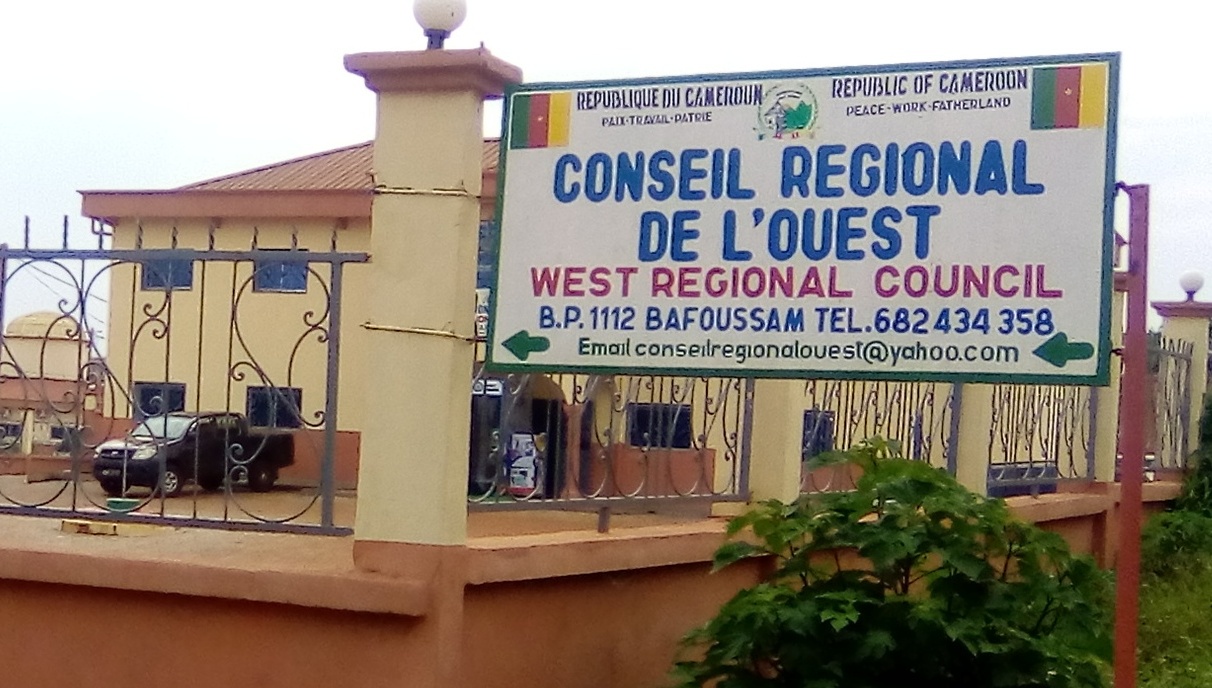 REPUBLIQUE DU CAMEROUN
PAIX-TRAVAIL-PATRIE
REPUBLIC OF CAMEROON
PEACE-WORK-FATHERLAND
CONSEIL REGIONAL
DE L'OUEST
WEST REGIONAL COUNCIL
B.P. 1112 BAFOUSSAM TEL.682 434 358
Email conseilregionalouest@yahoo.com